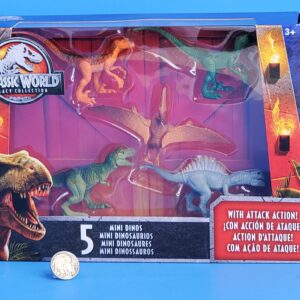 JURASSIC WORLD
LEGACY COLLECTION
3+
5
MINI DINOS
MINI DINOSAURIOS
MINI DINOSAURES
MINI DINOSSAUROS
WITH ATTACK ACTION!
¡CON ACCIÓN DE ATAQUE!
ACTION D'ATTAQUE!
COM AÇÃO DE ATAQUE!